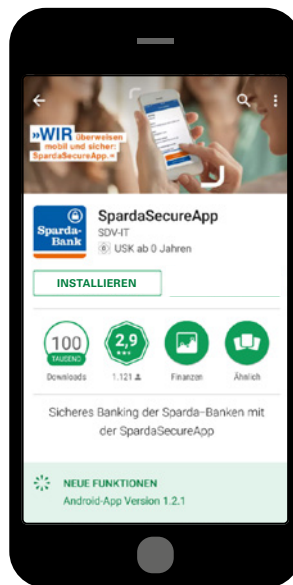 »WIR überweisen
mobil und sicher:
SpardaSecureApp.«
Sparda-
Bank
SpardaSecureApp
SDV-IT
USK ab 0 Jahren
INSTALLIEREN
100
TAUSEND
Downloads
2,9
1.121
Finanzen
Ähnlich
Sicheres Banking der Sparda-Banken mit
der SpardaSecureApp
NEUE FUNKTIONEN
Android-App Version 1.2.1